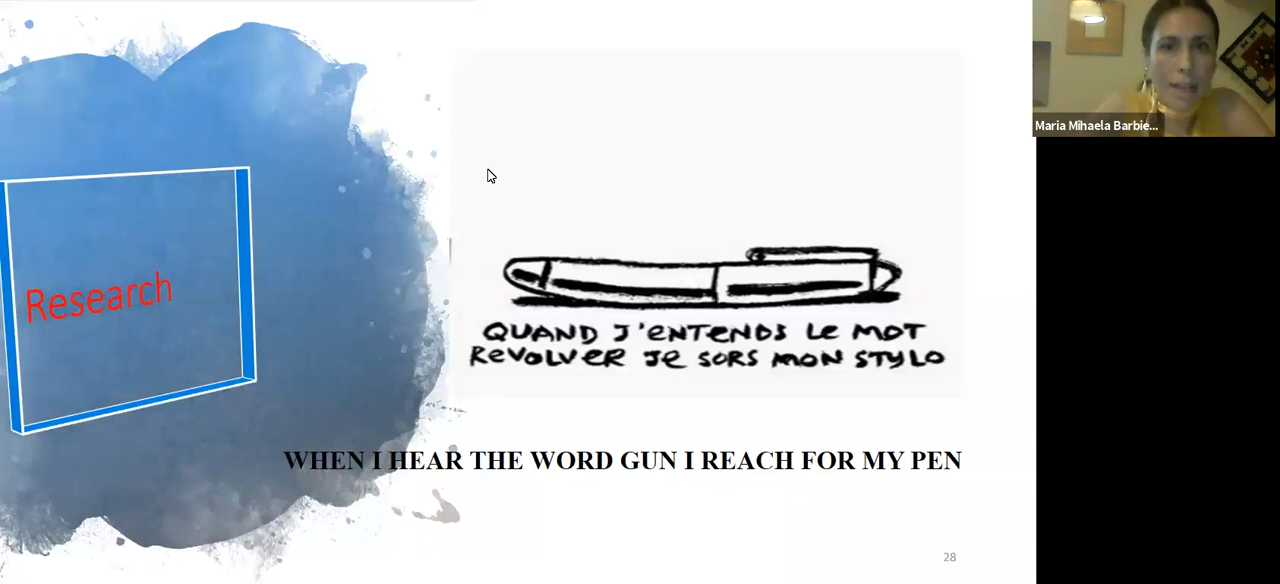 Maria Mihaela Barbie...
Research
QUAND J'ENTENDS LE MOT
REVOLVER JE SORS MON STYLO
WHEN I HEAR THE WORD GUN I REACH FOR MY PEN
28